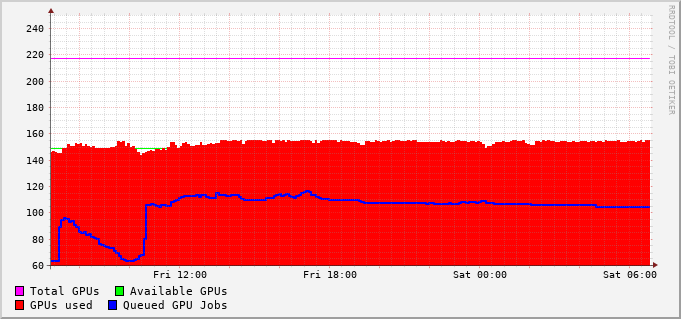 RRDTOOL / TOBI OETIKER
240
220
200
180
160
140
120
100
80
60
Fri 12:00 Fri 18:00 Sat 00:00 Sat 06:00
Total GPUs Available GPUs
GPUs used Queued GPU Jobs